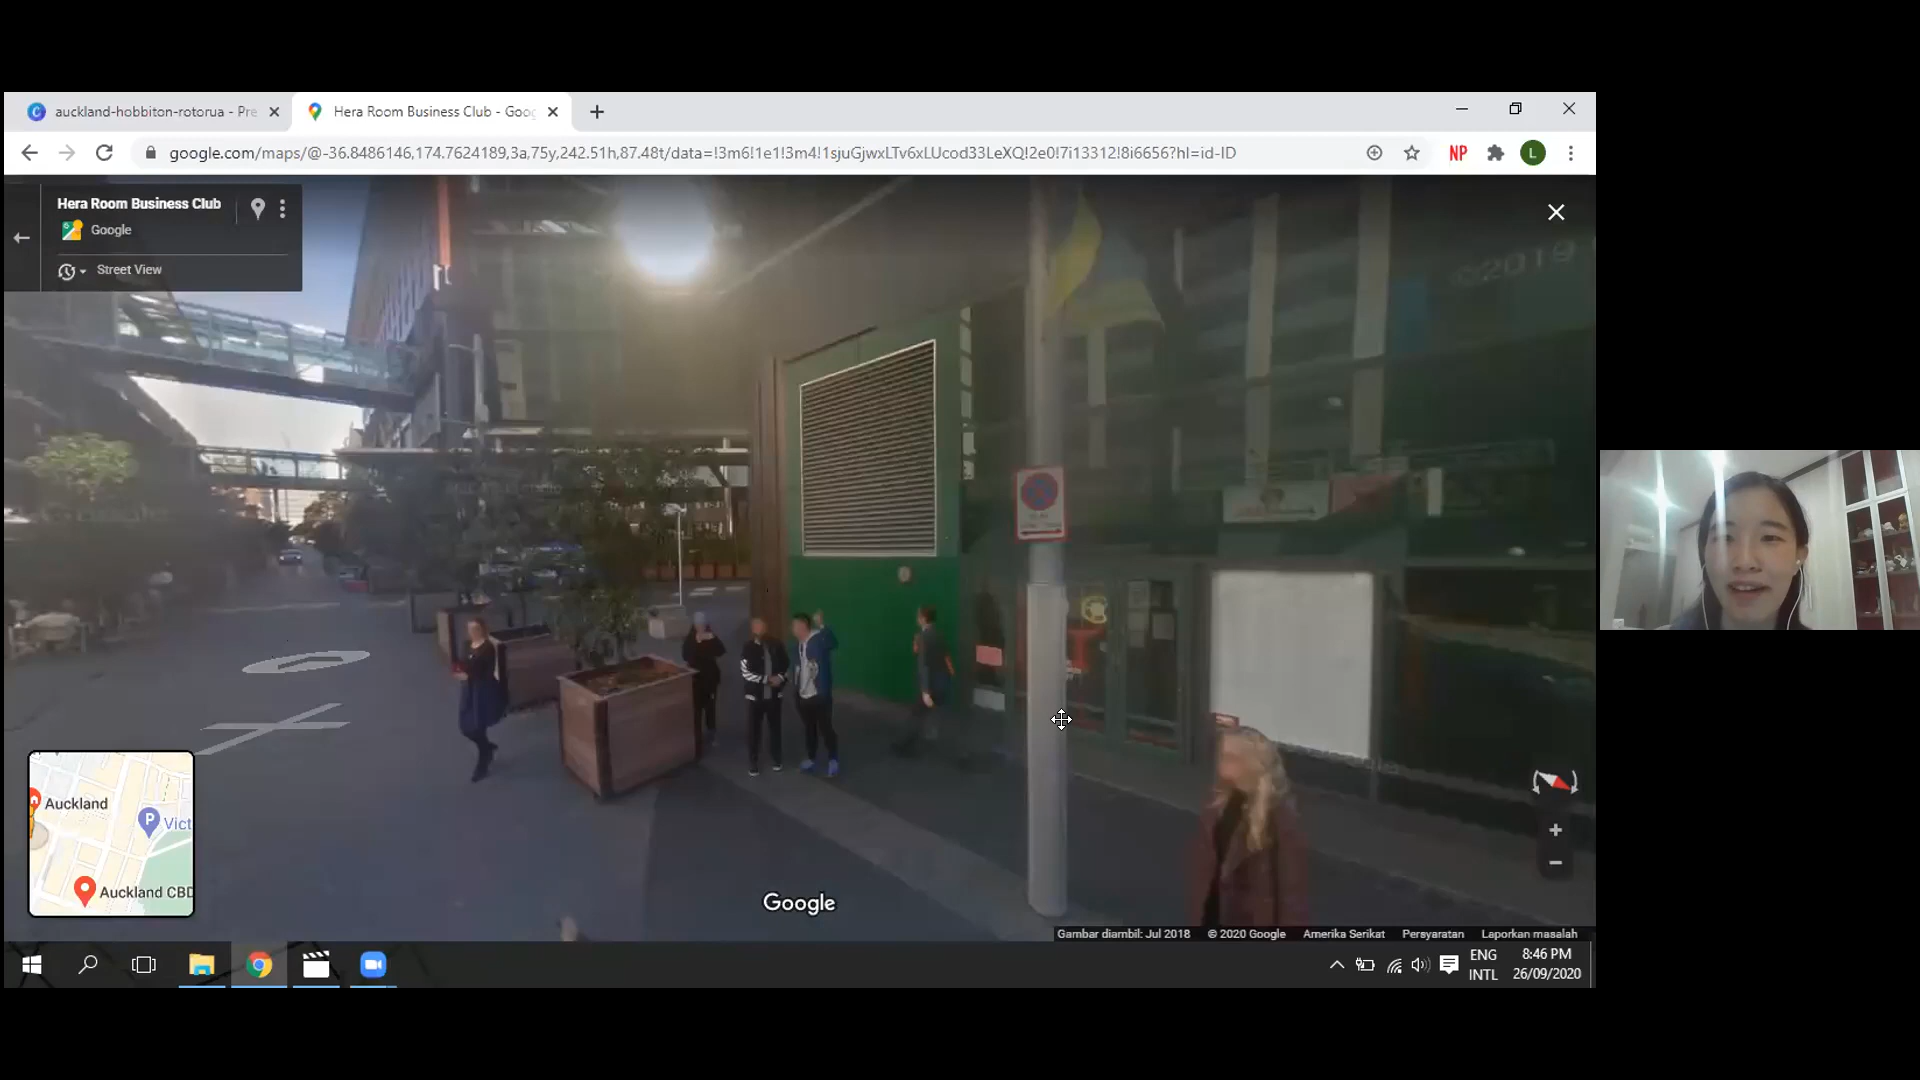 auckland-hobbiton-rotorua - Pre
Hera Room Business Club - Goog
google.com/maps/@-36.8486146,174.7624189,3a,75y,242.51h,87.48t/data=!3m6!1e1!3m4!1sjuGjwxLTv6xLUcod33LeXQ!2e0!7i13312!8i6656?hl=id-ID
NP
L
Hera Room Business Club
Google
Street View
©2019
Auckland
P
Vict
Auckland CBD
Google
Gambar diambil: Jul 2018 © 2020 Google Amerika Serikat Persyaratan Laporkan masalah
ENG
INTL
8:46 PM
26/09/2020